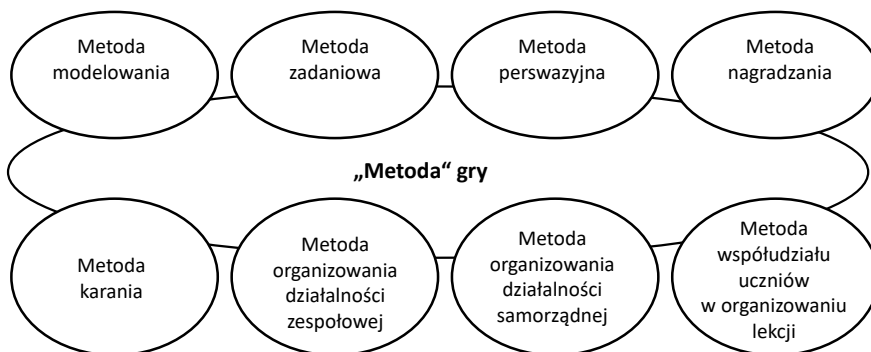 Metoda
modelowania
Metoda
zadaniowa
Metoda
perswazyjna
Metoda
nagradzania
„Metoda“ gry
Metoda
karania
Metoda
organizowania
działalności
zespołowej
Metoda
organizowania
działalności
samorządnej
Metoda
współudziału
uczniów
w organizowaniu
lekcji